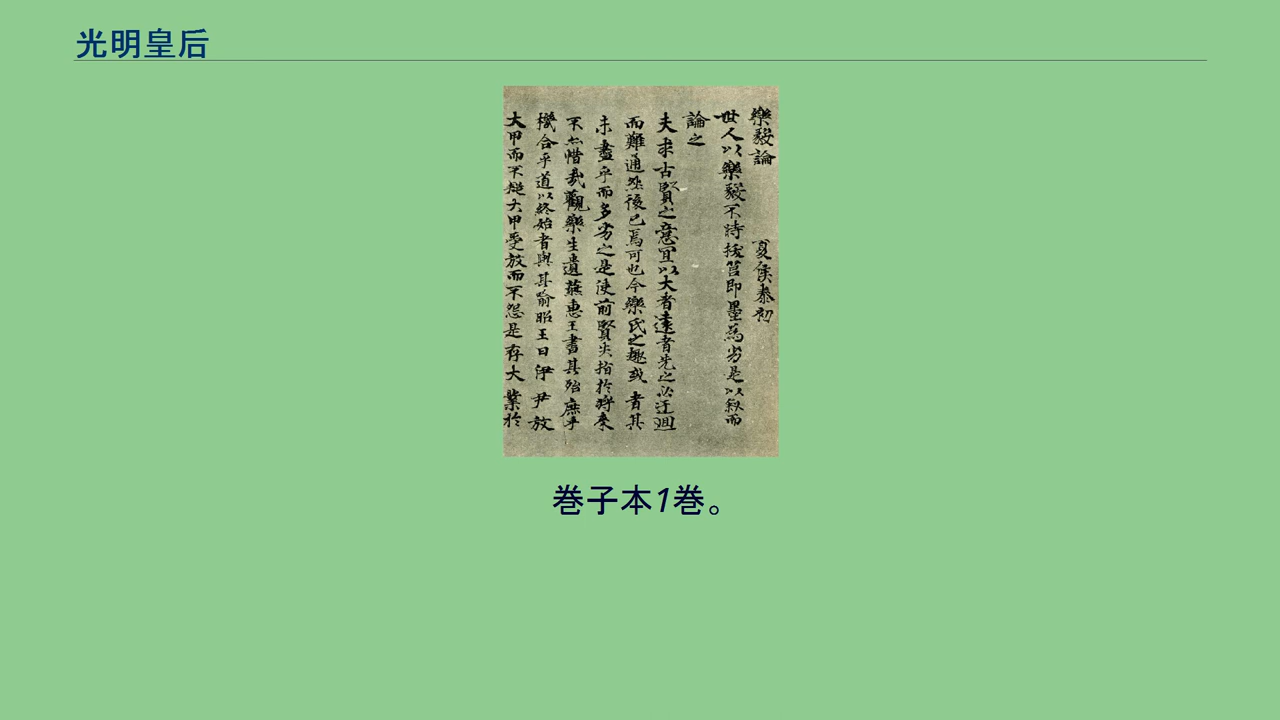 光明皇后
樂毅論 夏侯泰初
世人以樂毅不時拔莒即墨為劣是以叙而
論之
夫求古賢之意宜以大者遠者先之必迂迴
而難通然後已焉可也今樂氏之趣或者其
未盡乎而多劣之是使前賢失指於將来
不亦惜哉觀樂生遺燕惠王書其殆庶乎
機合乎道以終始者與其喻昭王曰伊尹放
大甲而不疑大甲受放而不怨是存大業於
巻子本1巻。